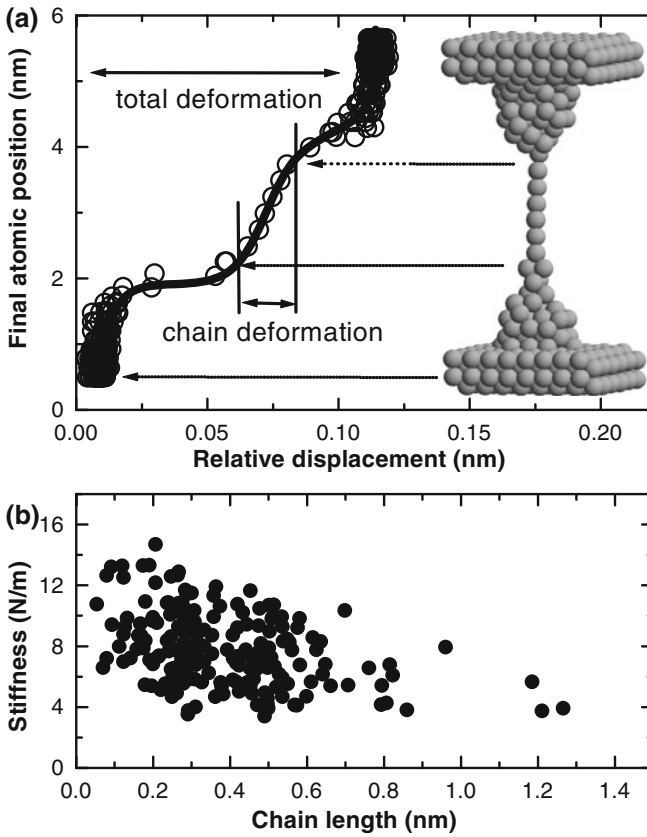 (a)
6
4
2
0
Final atomic position (nm)
total deformation
chain deformation
0.00 0.05 0.10 0.15 0.20
Relative displacement (nm)
(b)
16
12
8
4
0
Stiffness (N/m)
0.0 0.2 0.4 0.6 0.8 1.0 1.2 1.4
Chain length (nm)